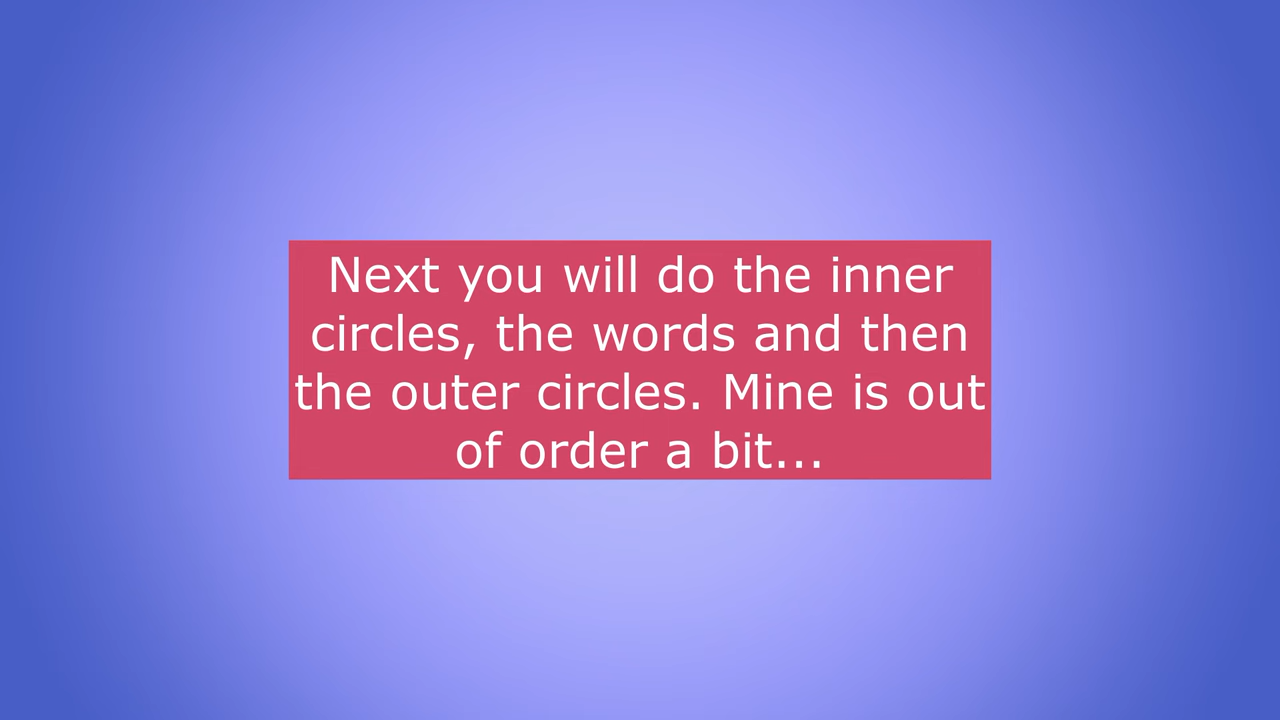 Next you will do the inner
circles, the words and then
the outer circles. Mine is out
of order a bit...